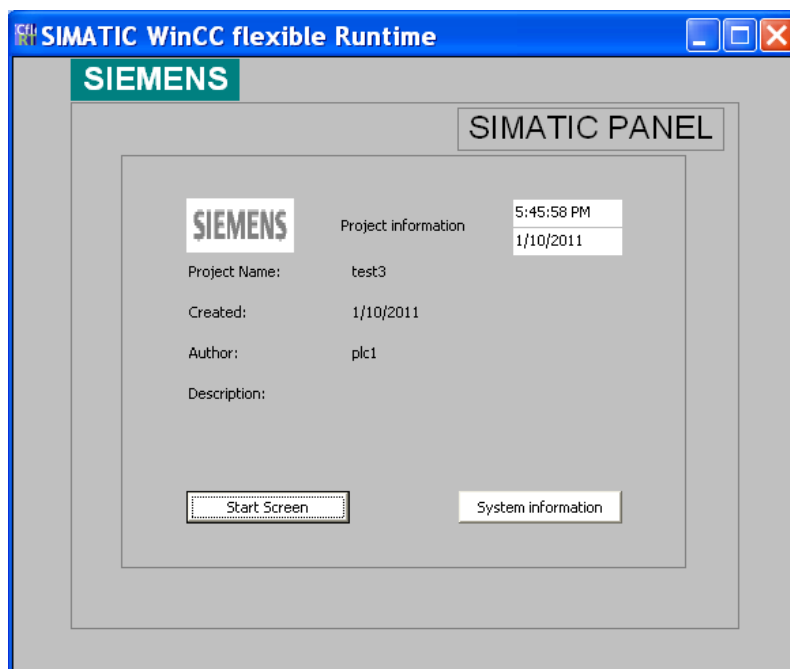 SIMATIC WinCC flexible Runtime
SIEMENS
SIMATIC PANEL
SIEMENS
Project information
5:45:58 PM
1/10/2011
Project Name: test3
Created: 1/10/2011
Author: plc1
Description:
Start Screen
System information